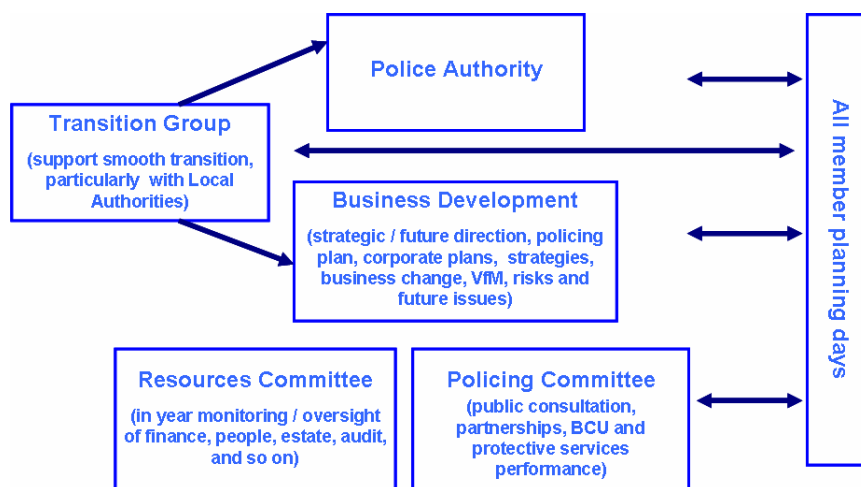 Police Authority
Transition Group
(support smooth transition,
particularly with Local
Authorities)
Business Development
(strategic / future direction, policing
plan, corporate plans, strategies,
business change, VfM, risks and
future issues)
Resources Committee
(in year monitoring / oversight
of finance, people, estate, audit,
and so on)
Policing Committee
(public consultation,
partnerships, BCU and
protective services
performance)
All member planning days